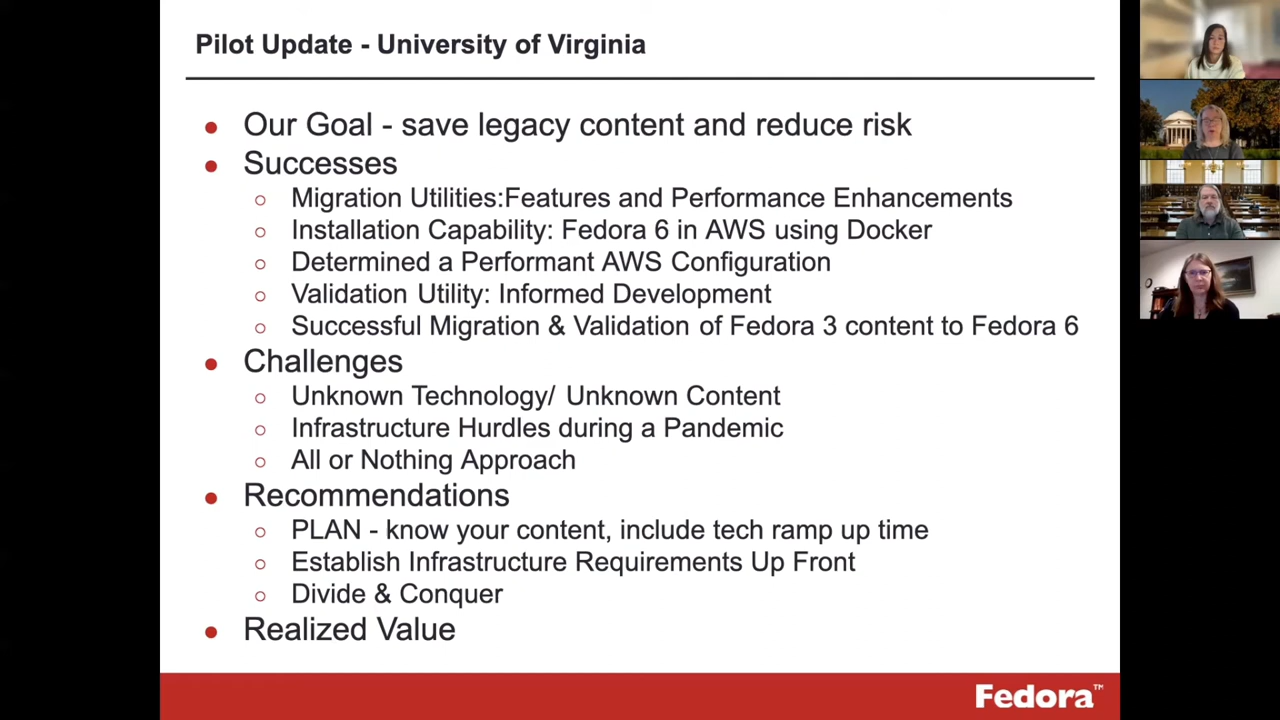 Pilot Update - University of Virginia
● Our Goal - save legacy content and reduce risk
● Successes
○ Migration Utilities:Features and Performance Enhancements
○ Installation Capability: Fedora 6 in AWS using Docker
○ Determined a Performant AWS Configuration
○ Validation Utility: Informed Development
○ Successful Migration & Validation of Fedora 3 content to Fedora 6
● Challenges
○ Unknown Technology/ Unknown Content
○ Infrastructure Hurdles during a Pandemic
○ All or Nothing Approach
● Recommendations
○ PLAN - know your content, include tech ramp up time
○ Establish Infrastructure Requirements Up Front
○ Divide & Conquer
● Realized Value
Fedora™